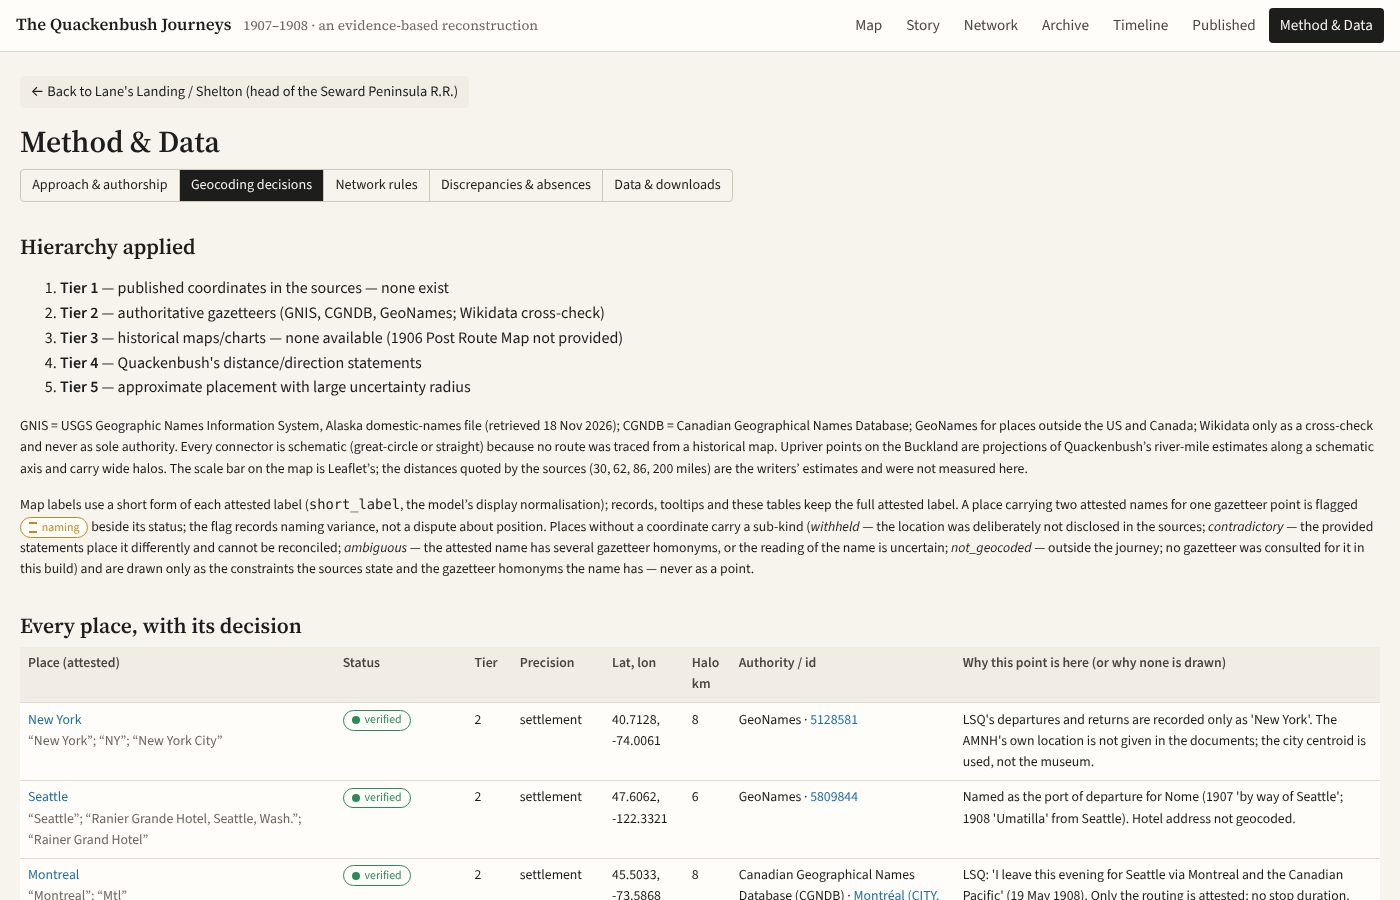 The Quackenbush Journeys 1907–1908 · an evidence-based reconstruction
Map Story Network Archive Timeline Published Method & Data
← Back to Lane's Landing / Shelton (head of the Seward Peninsula R.R.)
Method & Data
Approach & authorship Geocoding decisions Network rules Discrepancies & absences Data & downloads
Hierarchy applied
1. Tier 1 — published coordinates in the sources — none exist
2. Tier 2 — authoritative gazetteers (GNIS, CGNDB, GeoNames; Wikidata cross-check)
3. Tier 3 — historical maps/charts — none available (1906 Post Route Map not provided)
4. Tier 4 — Quackenbush's distance/direction statements
5. Tier 5 — approximate placement with large uncertainty radius
GNIS = USGS Geographic Names Information System, Alaska domestic-names file (retrieved 18 Nov 2026); CGNDB = Canadian Geographical Names Database; GeoNames for places outside the US and Canada; Wikidata only as a cross-check
and never as sole authority. Every connector is schematic (great-circle or straight) because no route was traced from a historical map. Upriver points on the Buckland are projections of Quackenbush’s river-mile estimates along a schematic
axis and carry wide halos. The scale bar on the map is Leaflet’s; the distances quoted by the sources (30, 62, 86, 200 miles) are the writers’ estimates and were not measured here.
Map labels use a short form of each attested label (short_label, the model’s display normalisation); records, tooltips and these tables keep the full attested label. A place carrying two attested names for one gazetteer point is flagged
naming beside its status; the flag records naming variance, not a dispute about position. Places without a coordinate carry a sub-kind (withheld — the location was deliberately not disclosed in the sources; contradictory — the provided
statements place it differently and cannot be reconciled; ambiguous — the attested name has several gazetteer homonyms, or the reading of the name is uncertain; not_geocoded — outside the journey; no gazetteer was consulted for it in
this build) and are drawn only as the constraints the sources state and the gazetteer homonyms the name has — never as a point.
Every place, with its decision
Place (attested) Status Tier Precision Lat, lon Halo km Authority / id Why this point is here (or why none is drawn)
New York verified 2 settlement 40.7128, 8 GeoNames · 5128581 LSQ's departures and returns are recorded only as 'New York'. The
“New York”; “NY”; “New York City” -74.0061 AMNH's own location is not given in the documents; the city centroid is
used, not the museum.
Seattle verified 2 settlement 47.6062, 6 GeoNames · 5809844 Named as the port of departure for Nome (1907 'by way of Seattle';
“Seattle”; “Ranier Grande Hotel, Seattle, Wash.”; -122.3321 1908 'Umatilla' from Seattle). Hotel address not geocoded.
“Rainer Grand Hotel”
Montreal verified 2 settlement 45.5033, 8 Canadian Geographical Names LSQ: 'I leave this evening for Seattle via Montreal and the Canadian
“Montreal”; “Mtl” -73.5868 Database (CGNDB) · Montréal (CITY, Pacific' (19 May 1908). Only the routing is attested; no stop duration,